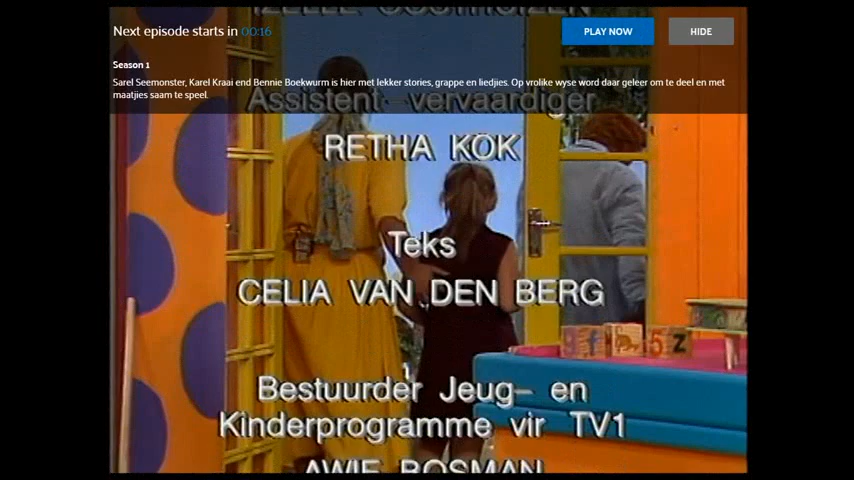 IZELLE OOSTHUIZEN
Next episode starts in 00:16
PLAY NOW
HIDE
Season 1
Sarel Seemonster, Karel Kraai end Bennie Boekwurm is hier met lekker stories, grappe en liedjies. Op vrolike wyse word daar geleer om te deel en met
maatjies saam te speel.
Assistent-vervaardiger
RETHA KOK
Teks
CELIA VAN DEN BERG
Bestuurder Jeug- en
Kinderprogramme vir TV1
AWIE BOSMAN
5 Z